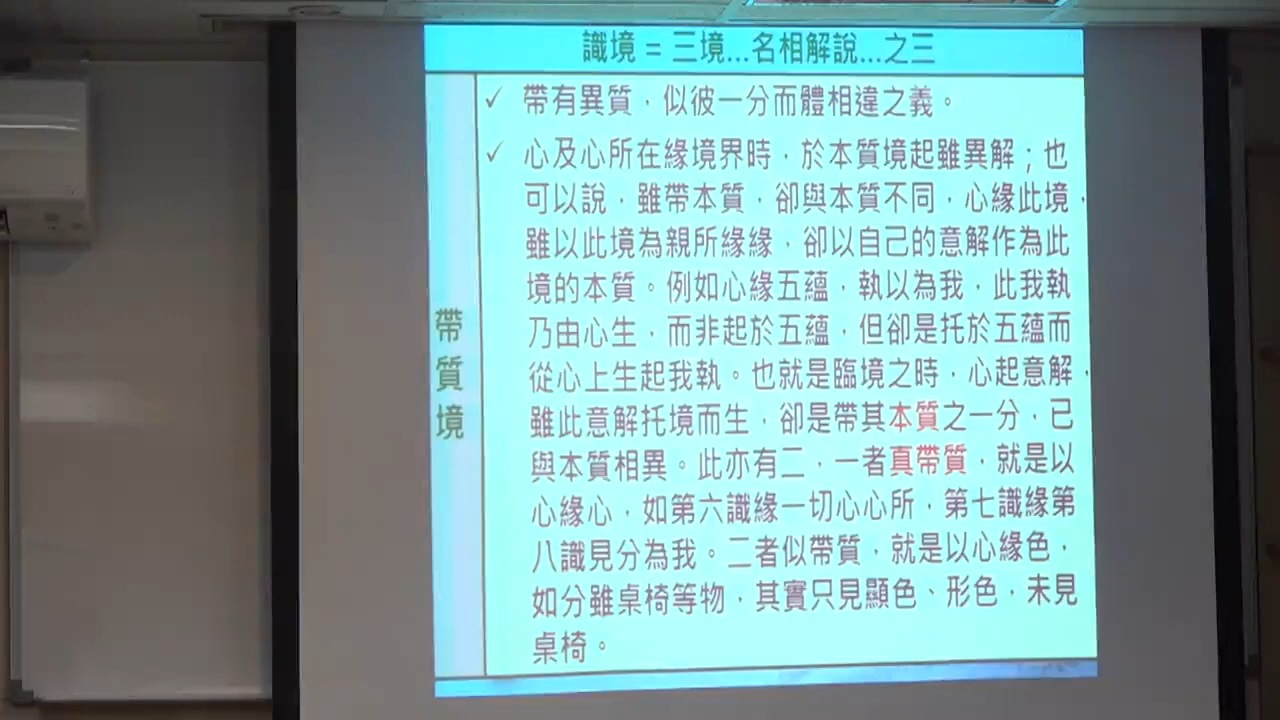 識境 = 三境...名相解說...之三
帶質境
✓ 帶有異質，似彼一分而體相違之義。
✓ 心及心所在緣境界時，於本質境起雖異解；也
可以說，雖帶本質，卻與本質不同，心緣此境，
雖以此境為親所緣緣，卻以自己的意解作為此
境的本質。例如心緣五蘊，執以為我，此我執
乃由心生，而非起於五蘊，但卻是托於五蘊而
從心上生起我執。也就是臨境之時，心起意解，
雖此意解托境而生，卻是帶其本質之一分，已
與本質相異。此亦有二，一者真帶質，就是以
心緣心，如第六識緣一切心心所，第七識緣第
八識見分為我。二者似帶質，就是以心緣色，
如分雖桌椅等物，其實只見顯色、形色，未見
桌椅。